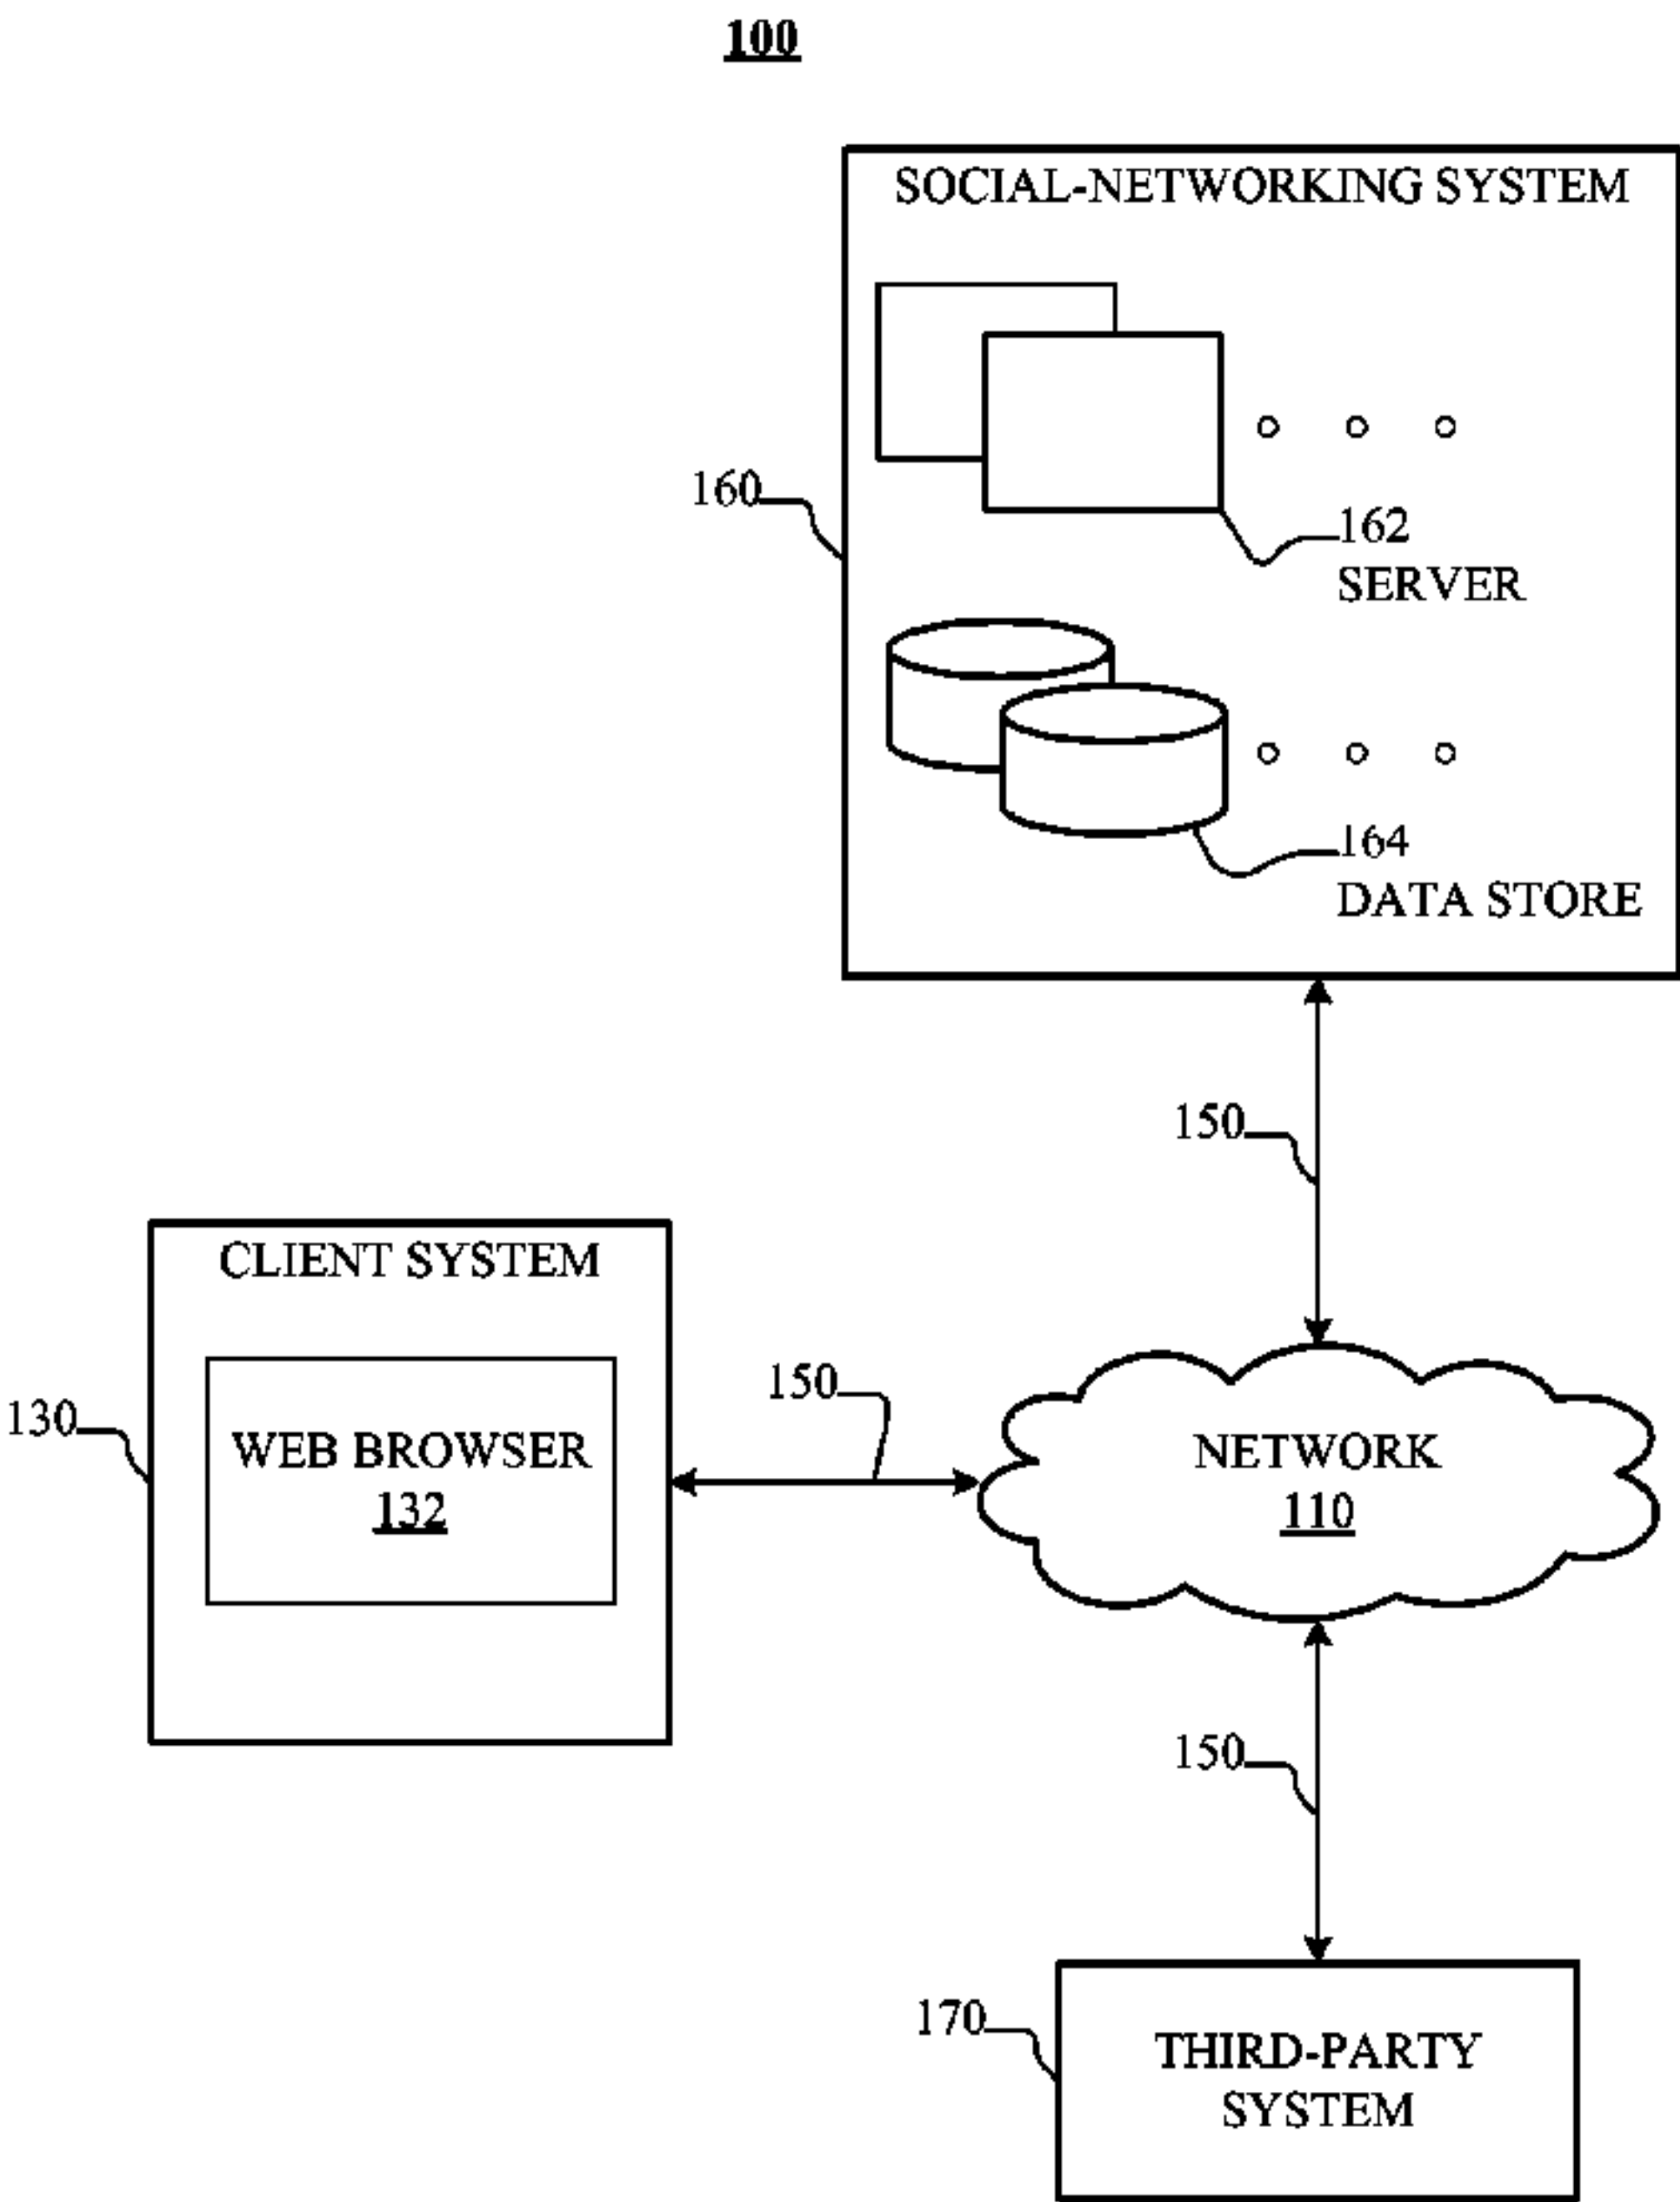 100
SOCIAL-NETWORKING SYSTEM
160
162
SERVER
164
DATA STORE
150
CLIENT SYSTEM
130
WEB BROWSER
132
150
NETWORK
110
150
170
THIRD-PARTY
SYSTEM